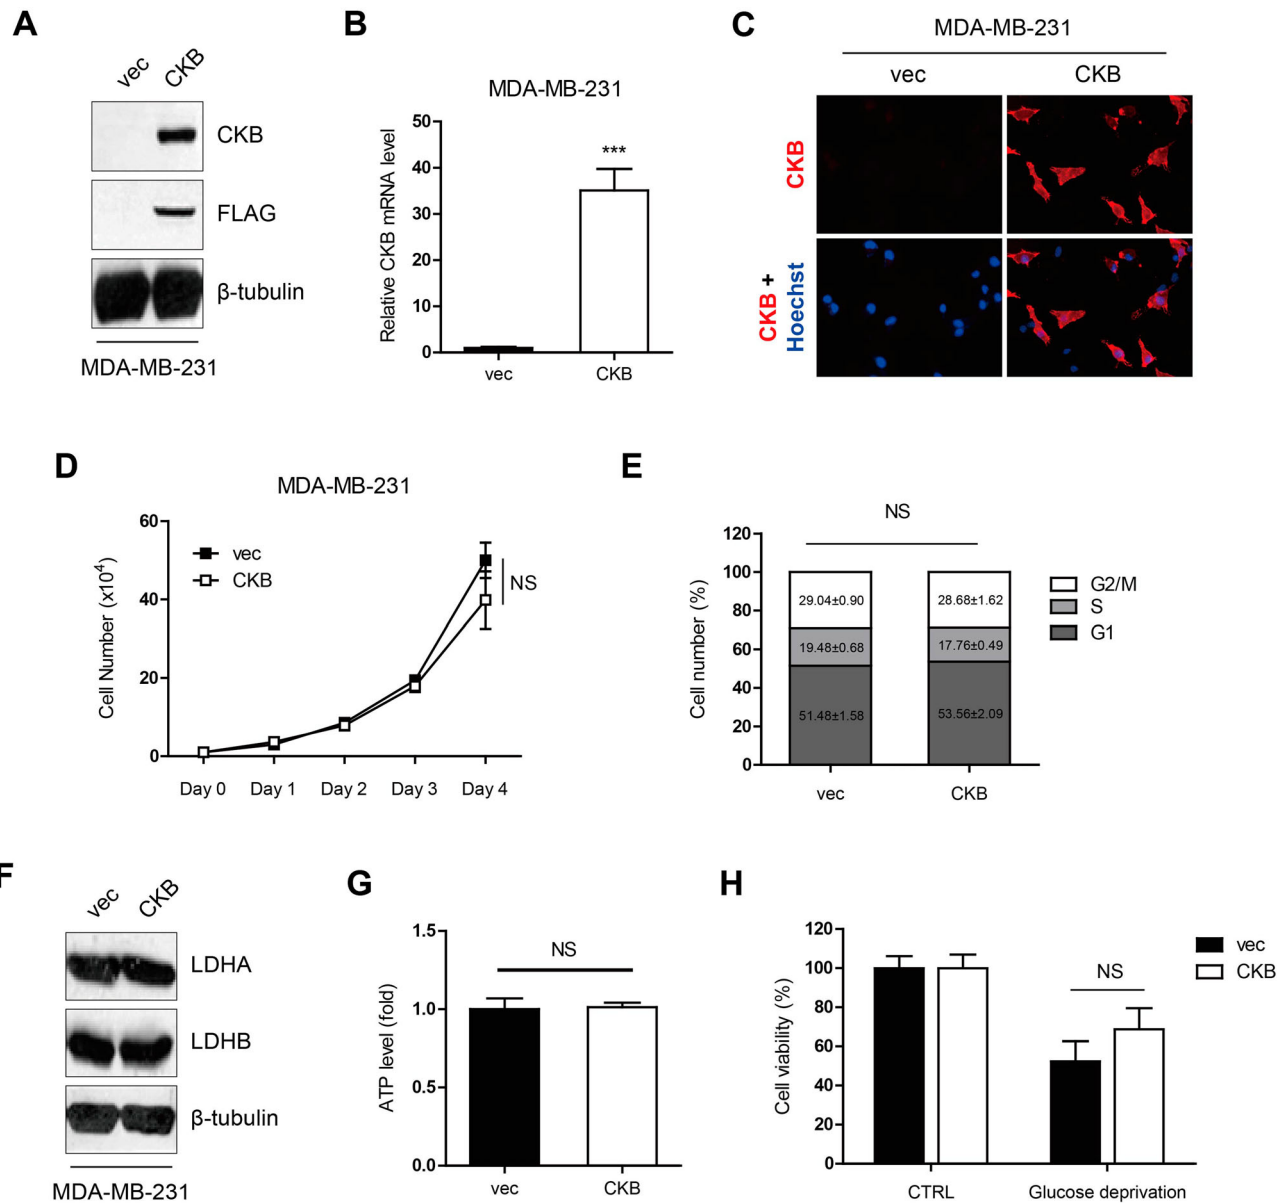 A
vec CKB
CKB
FLAG
β-tubulin
MDA-MB-231
B
MDA-MB-231
Relative CKB mRNA level
50
40
30
20
10
0
***
vec CKB
C
MDA-MB-231
vec CKB
CKB
CKB +
Hoechst
D
MDA-MB-231
Cell Number (x10⁴)
60
40
20
0
vec
CKB
NS
Day 0 Day 1 Day 2 Day 3 Day 4
E
NS
Cell number (%)
120
100
80
60
40
20
0
29.04±0.90 28.68±1.62
19.48±0.68 17.76±0.49
51.48±1.58 53.56±2.09
vec CKB
G2/M
S
G1
F
vec CKB
LDHA
LDHB
β-tubulin
MDA-MB-231
G
ATP level (fold)
1.5
1.0
0.5
0.0
NS
vec CKB
H
Cell viability (%)
120
100
80
60
40
20
0
NS
vec
CKB
CTRL Glucose deprivation